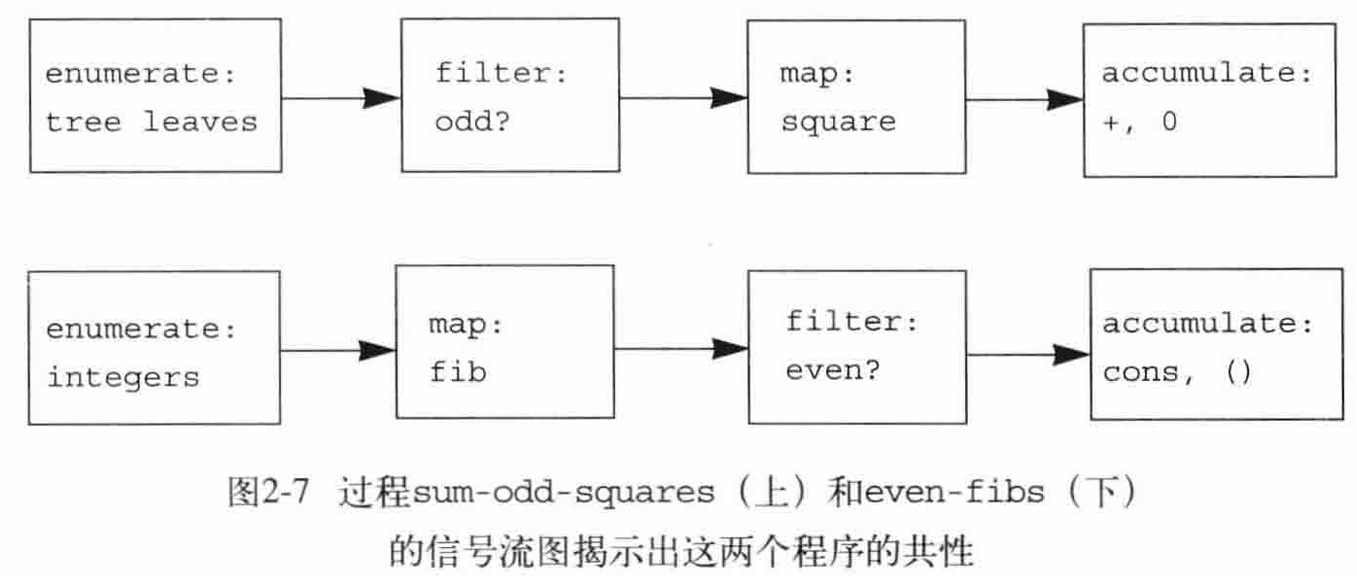 enumerate:
tree leaves
filter:
odd?
map:
square
accumulate:
+, 0
enumerate:
integers
map:
fib
filter:
even?
accumulate:
cons, ()
图2-7 过程sum-odd-squares（上）和even-fibs（下）
的信号流图揭示出这两个程序的共性